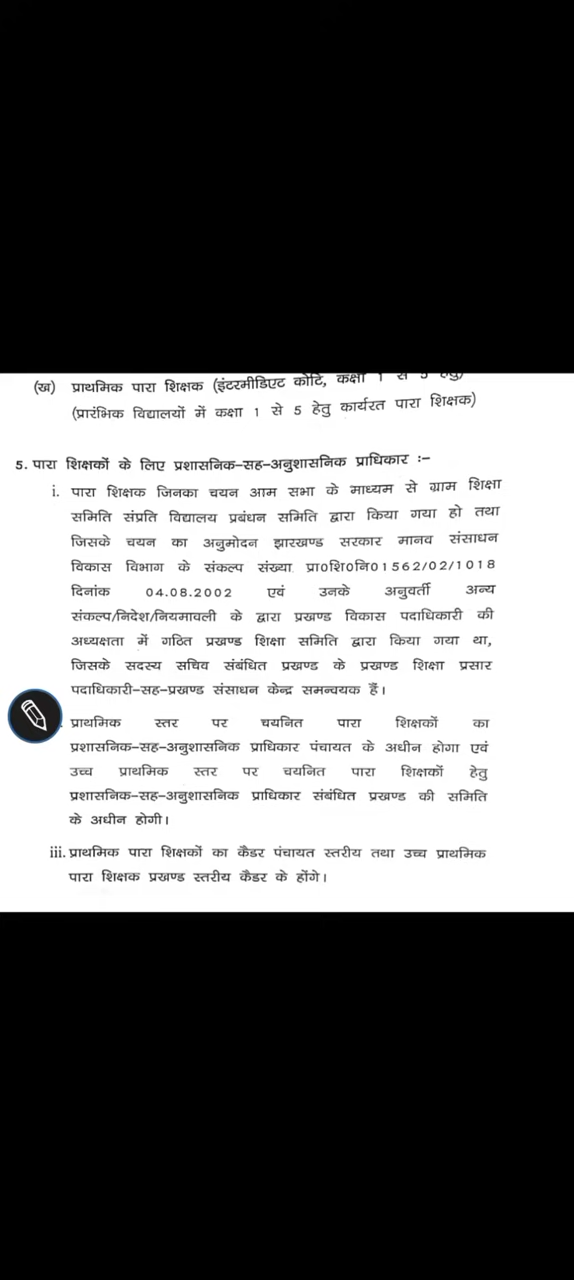 (ख) प्राथमिक पारा शिक्षक (इंटरमीडिएट कोटि, कक्षा 1 से 5 हेतु)
(प्रारंभिक विद्यालयों में कक्षा 1 से 5 हेतु कार्यरत पारा शिक्षक)
5. पारा शिक्षकों के लिए प्रशासनिक–सह–अनुशासनिक प्राधिकार :–
i. पारा शिक्षक जिनका चयन आम सभा के माध्यम से ग्राम शिक्षा
समिति संप्रति विद्यालय प्रबंधन समिति द्वारा किया गया हो तथा
जिसके चयन का अनुमोदन झारखण्ड सरकार मानव संसाधन
विकास विभाग के संकल्प संख्या प्रा0शि0नि01562/02/1018
दिनांक 04.08.2002 एवं उनके अनुवर्ती अन्य
संकल्प/निदेश/नियमावली के द्वारा प्रखण्ड विकास पदाधिकारी की
अध्यक्षता में गठित प्रखण्ड शिक्षा समिति द्वारा किया गया था,
जिसके सदस्य सचिव संबंधित प्रखण्ड के प्रखण्ड शिक्षा प्रसार
पदाधिकारी–सह–प्रखण्ड संसाधन केन्द्र समन्वयक हैं।
प्राथमिक स्तर पर चयनित पारा शिक्षकों का
प्रशासनिक–सह–अनुशासनिक प्राधिकार पंचायत के अधीन होगा एवं
उच्च प्राथमिक स्तर पर चयनित पारा शिक्षकों हेतु
प्रशासनिक–सह–अनुशासनिक प्राधिकार संबंधित प्रखण्ड की समिति
के अधीन होगी।
iii. प्राथमिक पारा शिक्षकों का कैडर पंचायत स्तरीय तथा उच्च प्राथमिक
पारा शिक्षक प्रखण्ड स्तरीय कैडर के होंगे।